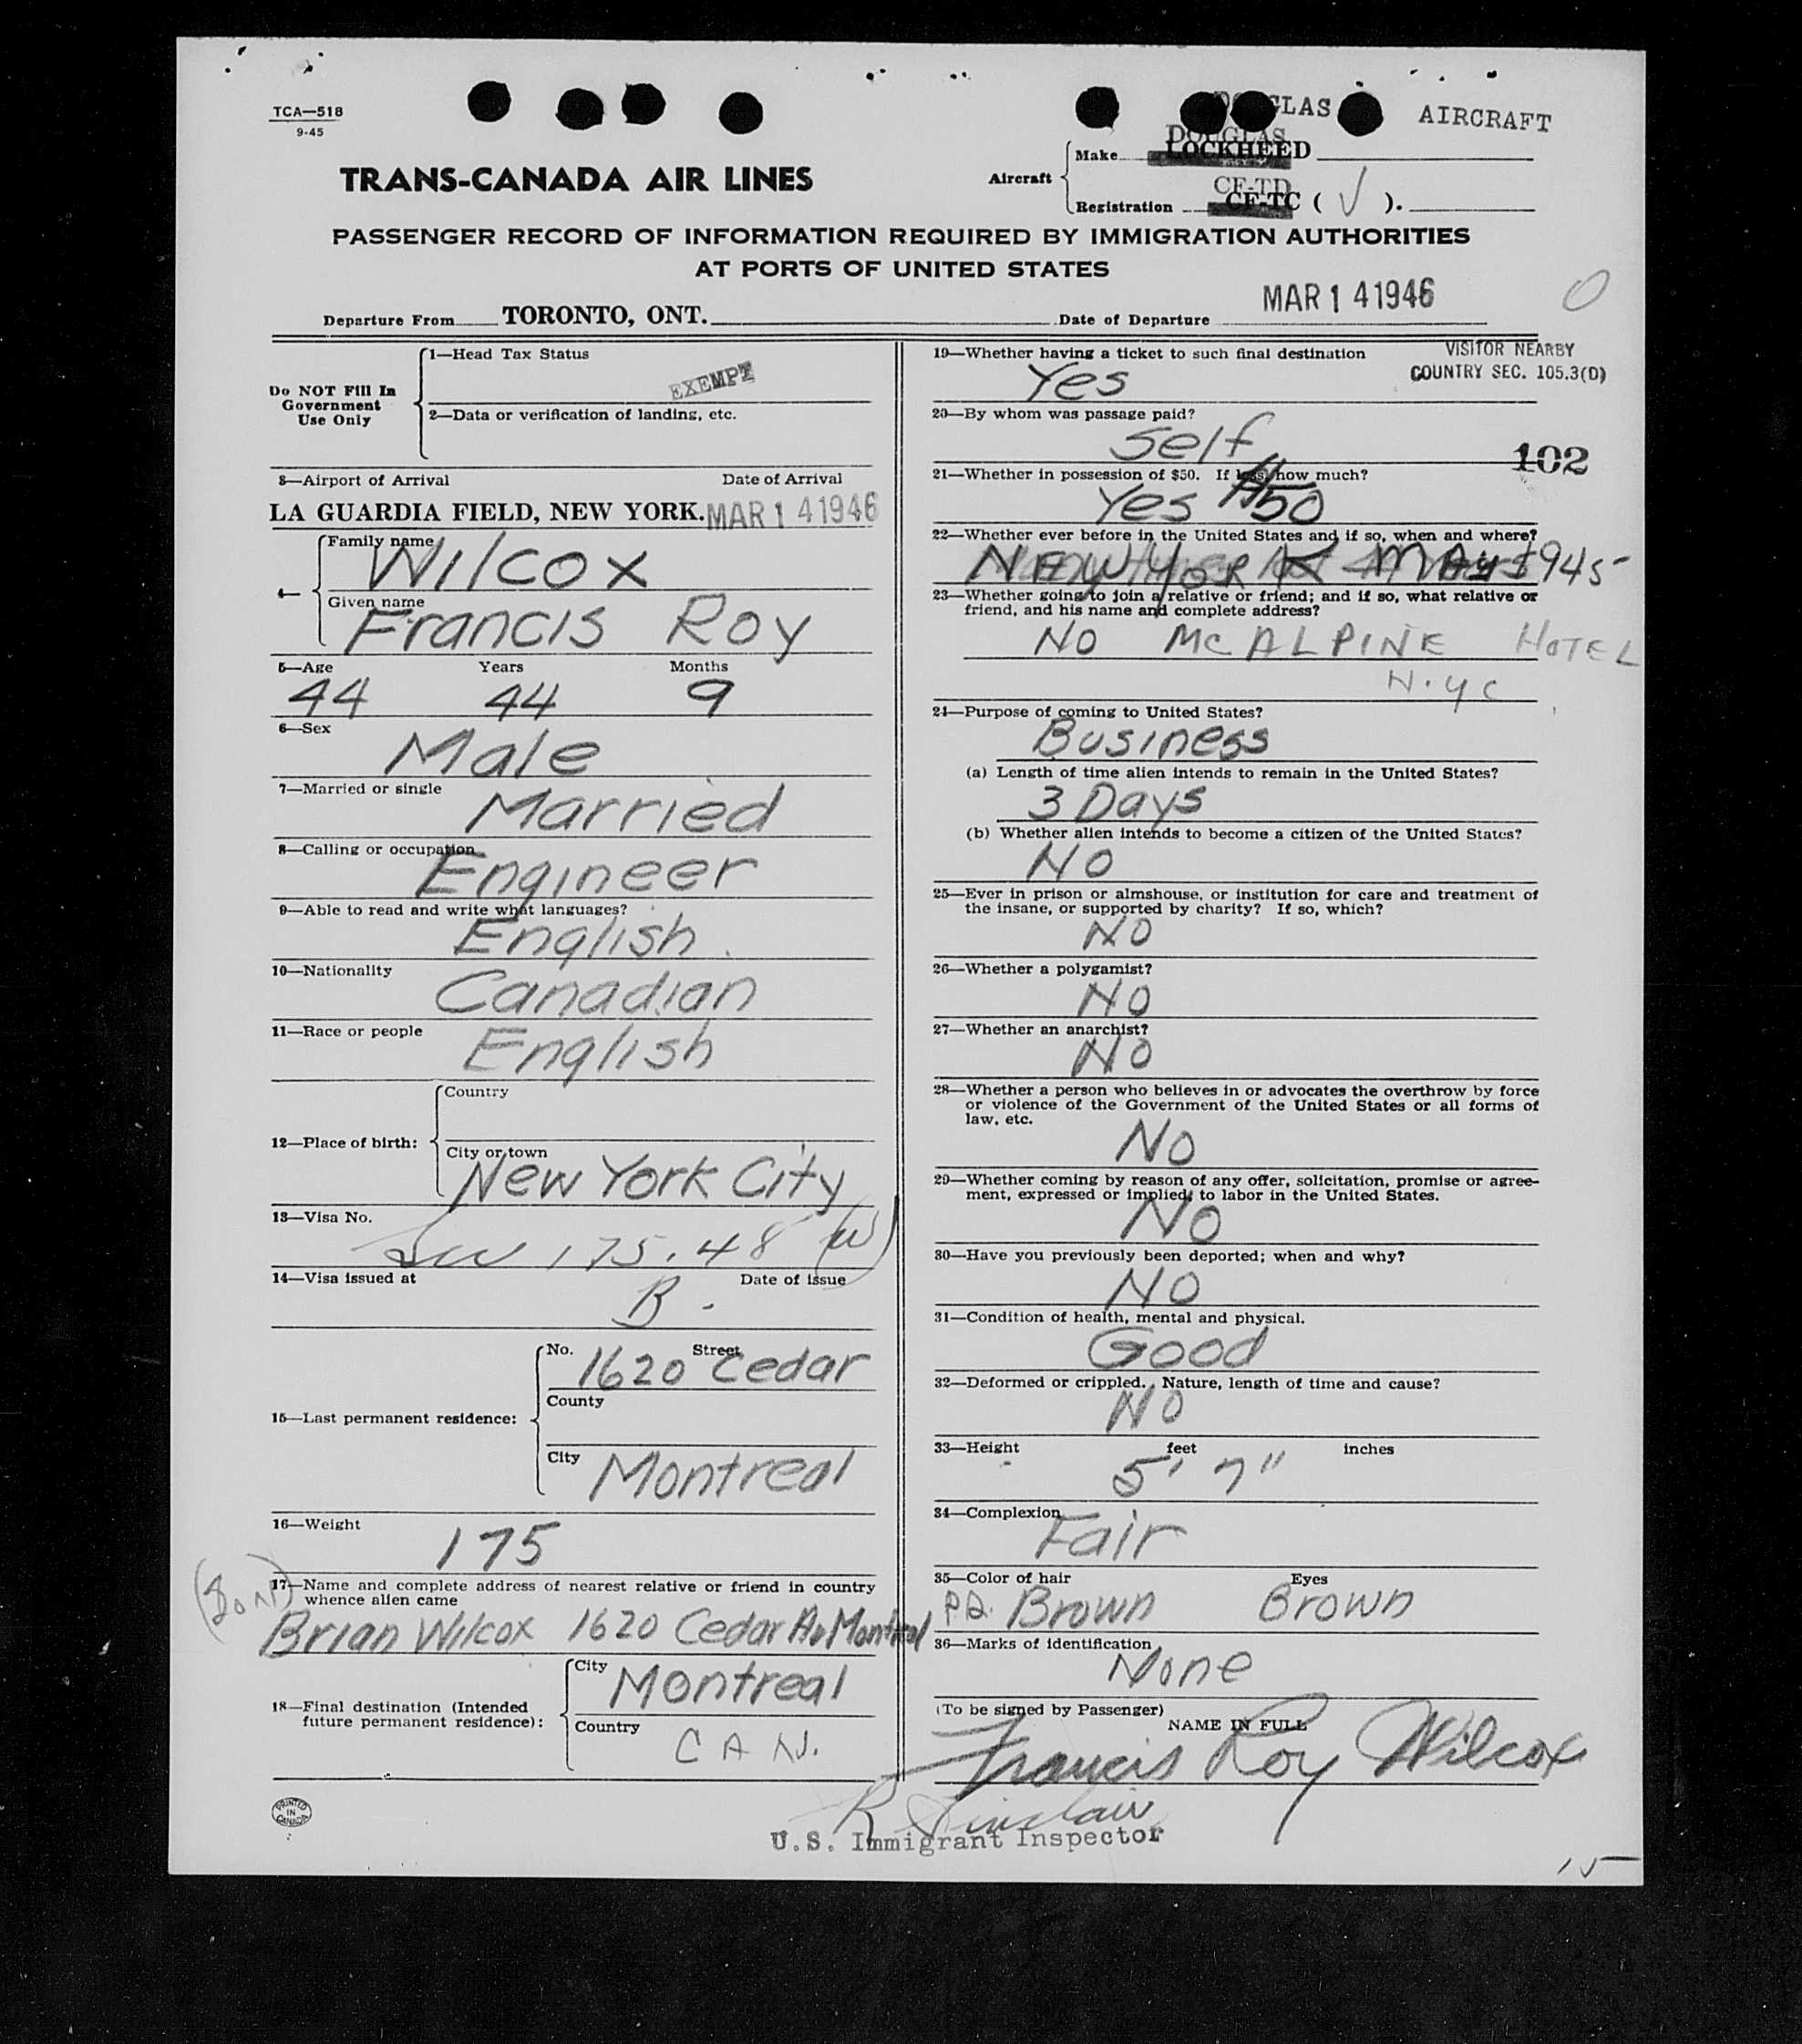 TCA—518
9-45
DOUGLAS AIRCRAFT
TRANS-CANADA AIR LINES
Aircraft
Make DOUGLAS LOCKHEED
Registration CF-TD CF-TC ( V ).
PASSENGER RECORD OF INFORMATION REQUIRED BY IMMIGRATION AUTHORITIES
AT PORTS OF UNITED STATES
Departure From TORONTO, ONT. Date of Departure MAR 14 1946
Do NOT Fill In
Government
Use Only
1—Head Tax Status
EXEMPT
2—Data or verification of landing, etc.
3—Airport of Arrival Date of Arrival
LA GUARDIA FIELD, NEW YORK. MAR 14 1946
4—
Family name
Wilcox
Given name
Francis Roy
5—Age Years Months
44 44 9
6—Sex
Male
7—Married or single
Married
8—Calling or occupation
Engineer
9—Able to read and write what languages?
English
10—Nationality
Canadian
11—Race or people
English
12—Place of birth:
Country
City or town
New York City
13—Visa No.
175.48 (W)
14—Visa issued at Date of issue
B.
15—Last permanent residence:
No. Street
1620 Cedar
County
City
Montreal
16—Weight
175
(Son)
17—Name and complete address of nearest relative or friend in country
whence alien came
Brian Wilcox 1620 Cedar Av Montreal
18—Final destination (Intended
future permanent residence):
City
Montreal
Country
CAN.
PRINTED
IN
CANADA
19—Whether having a ticket to such final destination
Yes
VISITOR NEARBY
COUNTRY SEC. 105.3(D)
20—By whom was passage paid?
Self
102
21—Whether in possession of $50. If less, how much?
Yes $150
22—Whether ever before in the United States and if so, when and where?
NEW YORK MAY 1945
23—Whether going to join a relative or friend; and if so, what relative or
friend, and his name and complete address?
NO MCALPINE HOTEL
N.Y.C
24—Purpose of coming to United States?
Business
(a) Length of time alien intends to remain in the United States?
3 Days
(b) Whether alien intends to become a citizen of the United States?
NO
25—Ever in prison or almshouse, or institution for care and treatment of
the insane, or supported by charity? If so, which?
NO
26—Whether a polygamist?
NO
27—Whether an anarchist?
NO
28—Whether a person who believes in or advocates the overthrow by force
or violence of the Government of the United States or all forms of
law, etc.
NO
29—Whether coming by reason of any offer, solicitation, promise or agree-
ment, expressed or implied, to labor in the United States.
NO
30—Have you previously been deported; when and why?
NO
31—Condition of health, mental and physical.
Good
32—Deformed or crippled. Nature, length of time and cause?
NO
33—Height feet inches
5' 7"
34—Complexion
Fair
35—Color of hair Eyes
Brown Brown
36—Marks of identification
None
(To be signed by Passenger)
NAME IN FULL
Francis Roy Wilcox
R Sinclair
U.S. Immigrant Inspector
15